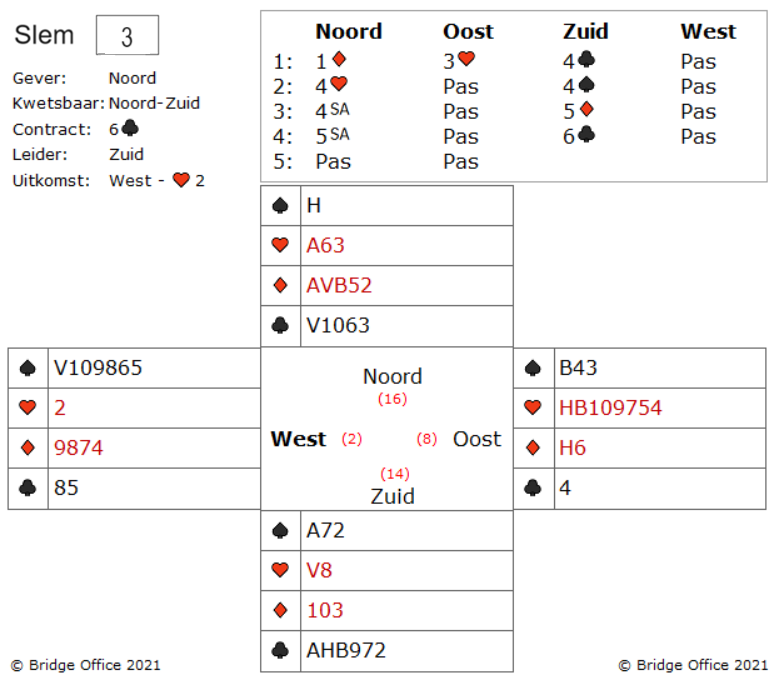 Slem 3
Noord Oost Zuid West
1: 1♦ 3♥ 4♣ Pas
2: 4♥ Pas 4♠ Pas
3: 4SA Pas 5♦ Pas
4: 5SA Pas 6♣ Pas
5: Pas Pas
Gever: Noord
Kwetsbaar: Noord-Zuid
Contract: 6♣
Leider: Zuid
Uitkomst: West - ♥ 2
♠ H
♥ A63
♦ AVB52
♣ V1063
♠ V109865
♥ 2
♦ 9874
♣ 85
Noord
(16)
West (2) (8) Oost
(14)
Zuid
♠ B43
♥ HB109754
♦ H6
♣ 4
♠ A72
♥ V8
♦ 103
♣ AHB972
© Bridge Office 2021 © Bridge Office 2021